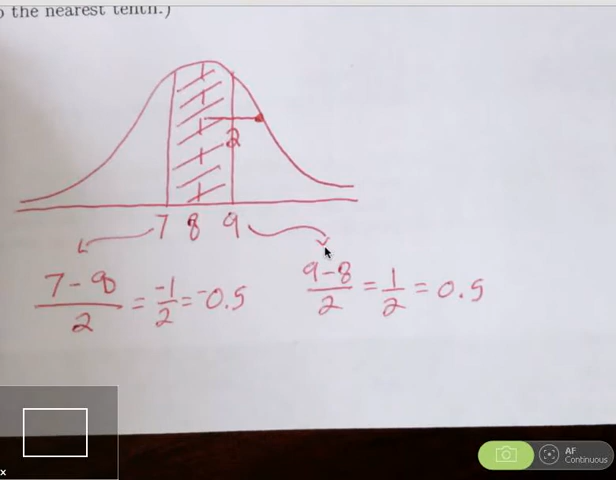 o the nearest tenth.)
2
7 8 9
7-8/2 = -1/2 = -0.5
9-8/2 = 1/2 = 0.5
AF
Continuous
x